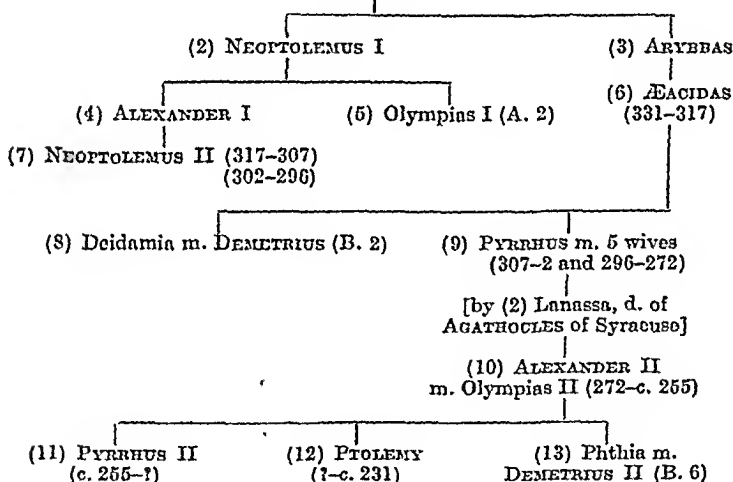 (2) NEOPTOLEMUS I (3) ARYBBAS
(6) ÆACIDAS
(4) ALEXANDER I (5) Olympias I (A. 2) (331–317)
(7) NEOPTOLEMUS II (317–307)
(302–296)
(8) Deidamia m. DEMETRIUS (B. 2) (9) PYRRHUS m. 5 wives
(307–2 and 296–272)
[by (2) Lanassa, d. of
AGATHOCLES of Syracuse]
(10) ALEXANDER II
m. Olympias II (272–c. 255)
(11) PYRRHUS II (12) PTOLEMY (13) Phthia m.
(c. 255–?) (?–c. 231) DEMETRIUS II (B. 6)